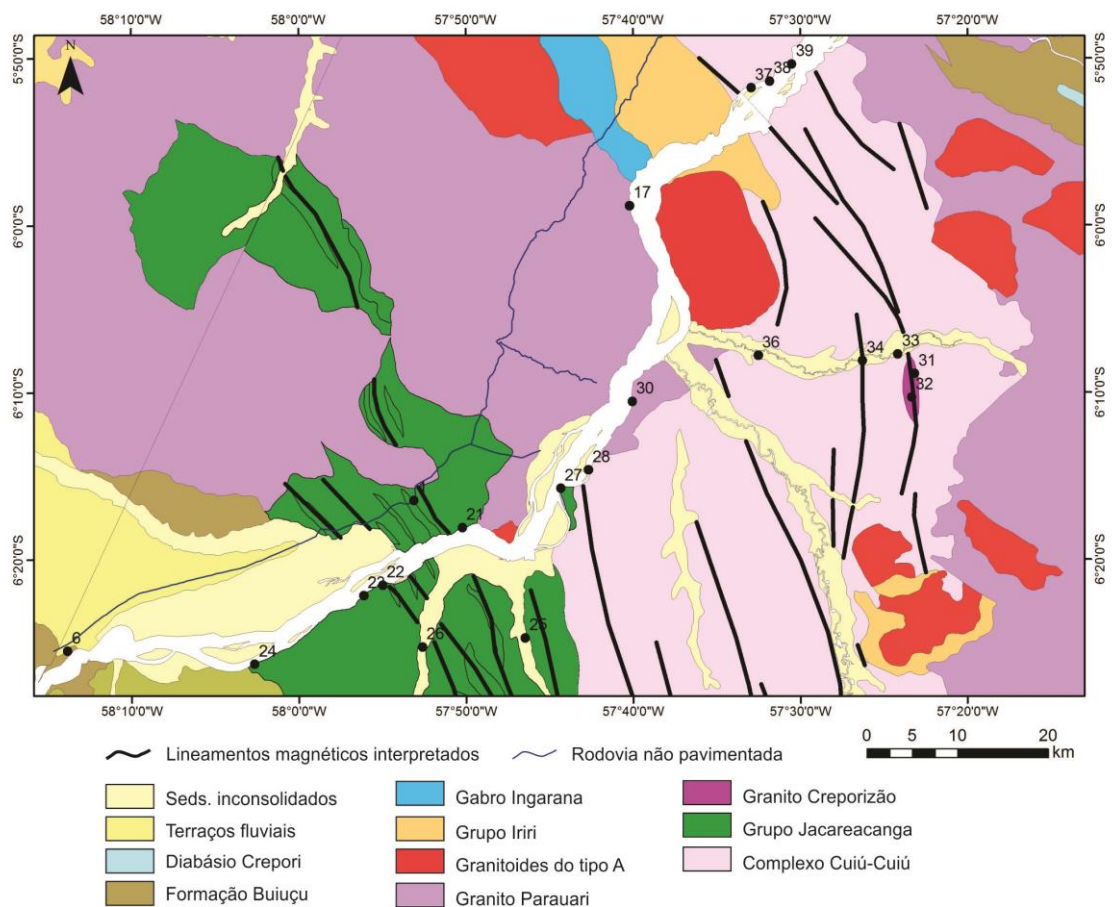 58°10'0"W 58°0'0"W 57°50'0"W 57°40'0"W 57°30'0"W 57°20'0"W
5°50'0"S 5°50'0"S
N
39
38
37
17
6°0'0"S 6°0'0"S
36
34
33
31
32
6°10'0"S 6°10'0"S
30
28
27
21
6°20'0"S 6°20'0"S
22
23
25
26
6
24
58°10'0"W 58°0'0"W 57°50'0"W 57°40'0"W 57°30'0"W 57°20'0"W
Lineamentos magnéticos interpretados
Rodovia não pavimentada
0 5 10 20
km
Seds. inconsolidados
Terraços fluviais
Diabásio Crepori
Formação Buiuçu
Gabro Ingarana
Grupo Iriri
Granitoides do tipo A
Granito Parauari
Granito Creporizão
Grupo Jacareacanga
Complexo Cuiú-Cuiú